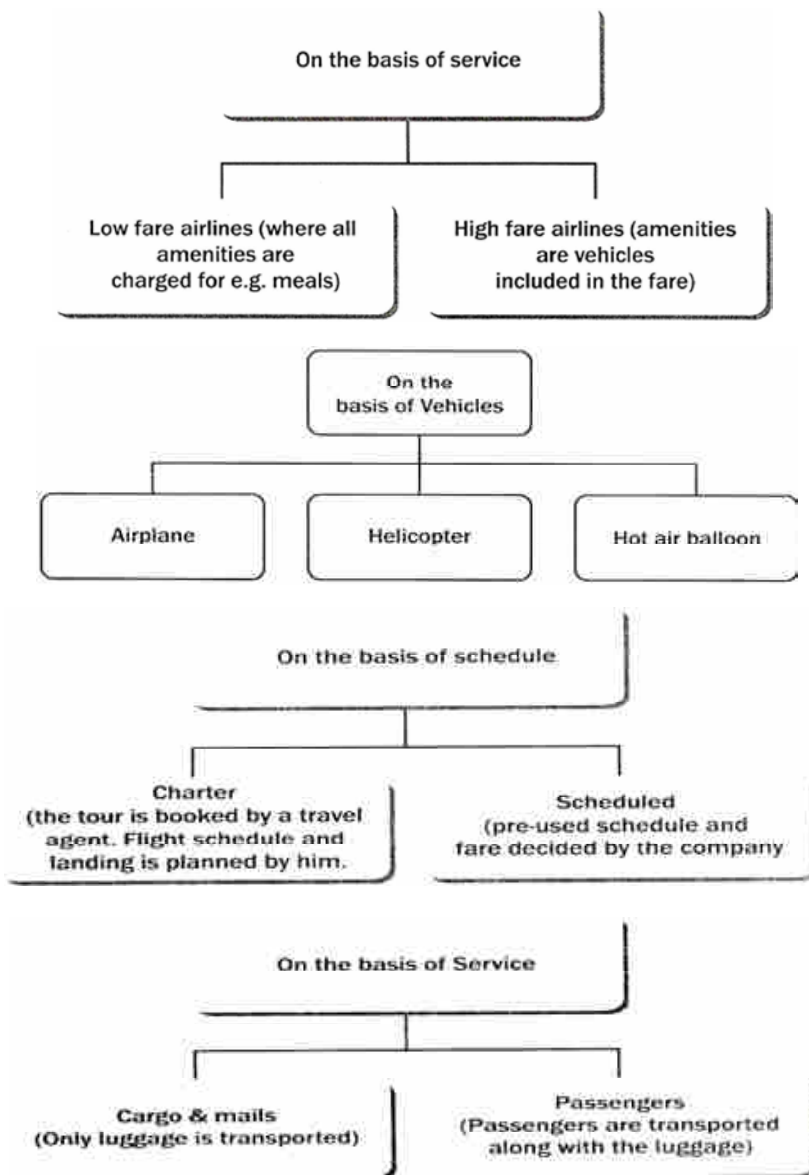 On the basis of service
Low fare airlines (where all
amenities are
charged for e.g. meals)
High fare airlines (amenities
are vehicles
included in the fare)
On the
basis of Vehicles
Airplane
Helicopter
Hot air balloon
On the basis of schedule
Charter
(the tour is booked by a travel
agent. Flight schedule and
landing is planned by him.
Scheduled
(pre-used schedule and
fare decided by the company
On the basis of Service
Cargo & mails
(Only luggage is transported)
Passengers
(Passengers are transported
along with the luggage)